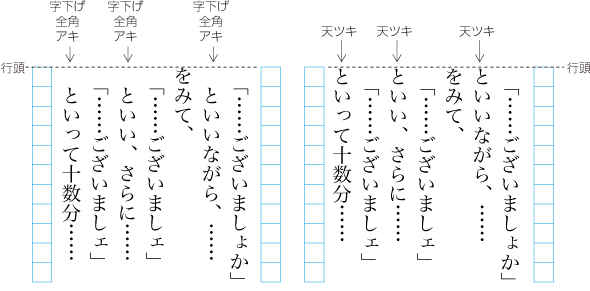 字下げ
全角
アキ
字下げ
全角
アキ
字下げ
全角
アキ
行頭
「……ございましょか」
といいながら、……
をみて、
「……ございましェ」
といい、さらに……
「……ございましェ」
といって十数分……
天ツキ
天ツキ
天ツキ
行頭
「……ございましょか」
といいながら、……
をみて、
「……ございましェ」
といい、さらに……
「……ございましェ」
といって十数分……